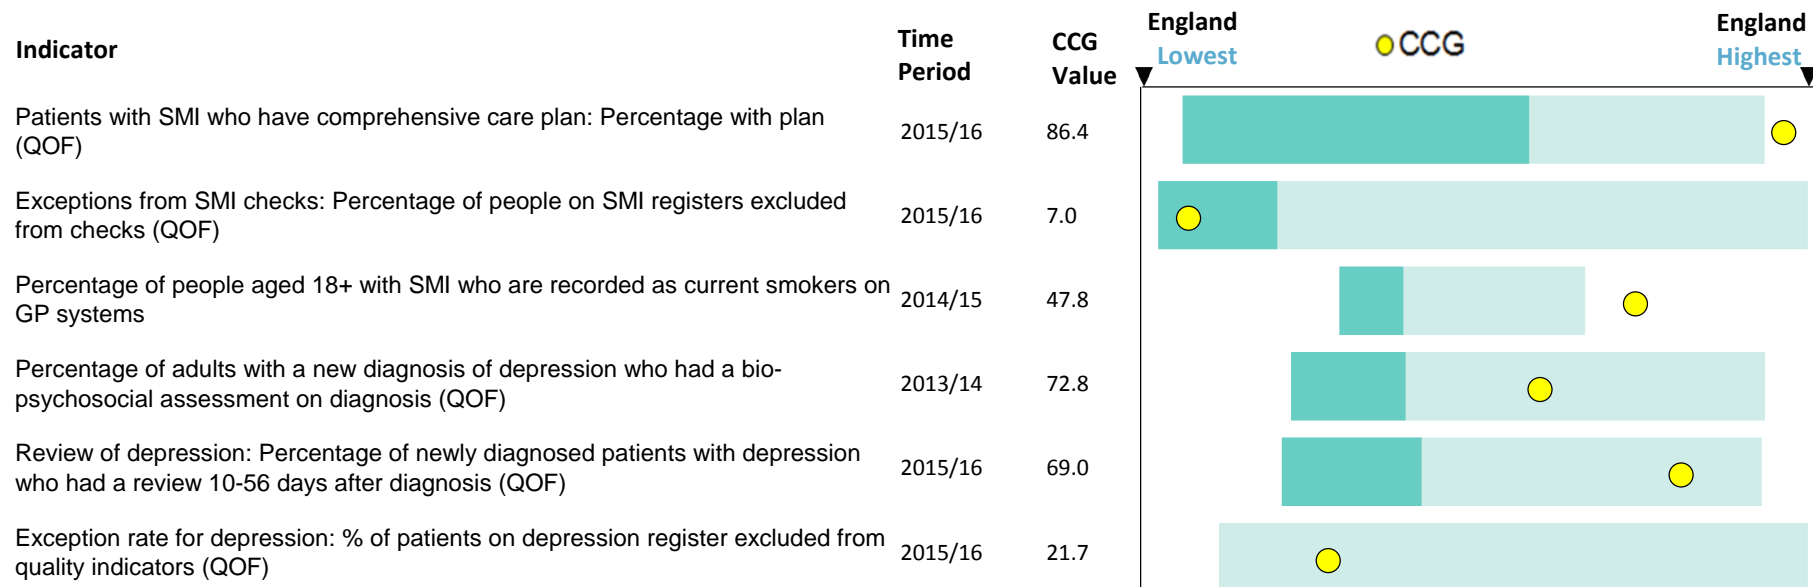 Indicator
Time
Period
CCG
Value
England
Lowest
CCG
England
Highest
Patients with SMI who have comprehensive care plan: Percentage with plan
(QOF)
2015/16
86.4
Exceptions from SMI checks: Percentage of people on SMI registers excluded
from checks (QOF)
2015/16
7.0
Percentage of people aged 18+ with SMI who are recorded as current smokers on
GP systems
2014/15
47.8
Percentage of adults with a new diagnosis of depression who had a bio-
psychosocial assessment on diagnosis (QOF)
2013/14
72.8
Review of depression: Percentage of newly diagnosed patients with depression
who had a review 10-56 days after diagnosis (QOF)
2015/16
69.0
Exception rate for depression: % of patients on depression register excluded from
quality indicators (QOF)
2015/16
21.7